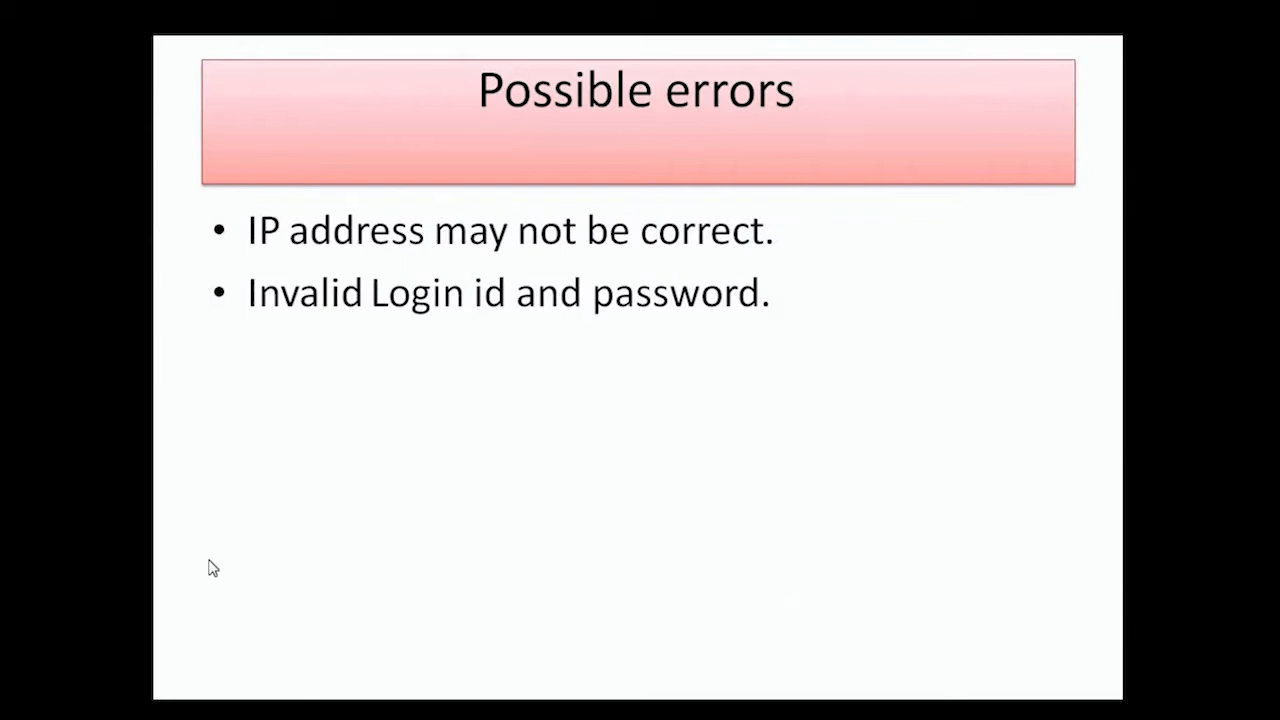 Possible errors
• IP address may not be correct.
• Invalid Login id and password.